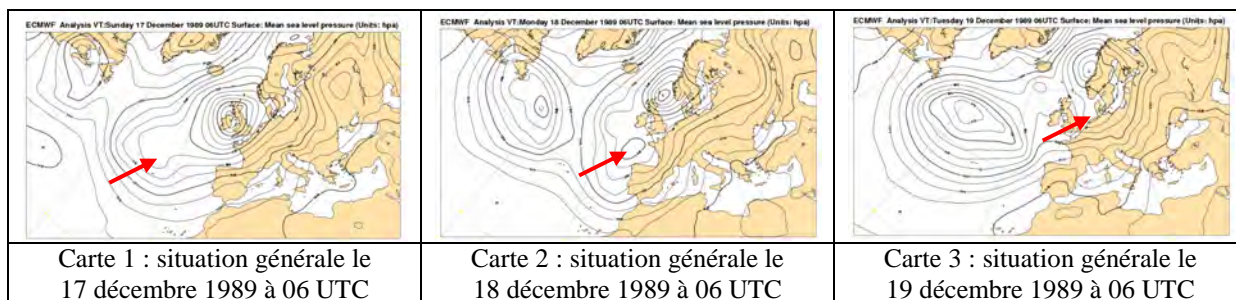 ECMWF Analysis VT:Sunday 17 December 1989 06UTC Surface: Mean sea level pressure (Units: hpa)
ECMWF Analysis VT:Monday 18 December 1989 06UTC Surface: Mean sea level pressure (Units: hpa)
ECMWF Analysis VT:Tuesday 19 December 1989 06UTC Surface: Mean sea level pressure (Units: hpa)
Carte 1 : situation générale le
17 décembre 1989 à 06 UTC
Carte 2 : situation générale le
18 décembre 1989 à 06 UTC
Carte 3 : situation générale le
19 décembre 1989 à 06 UTC